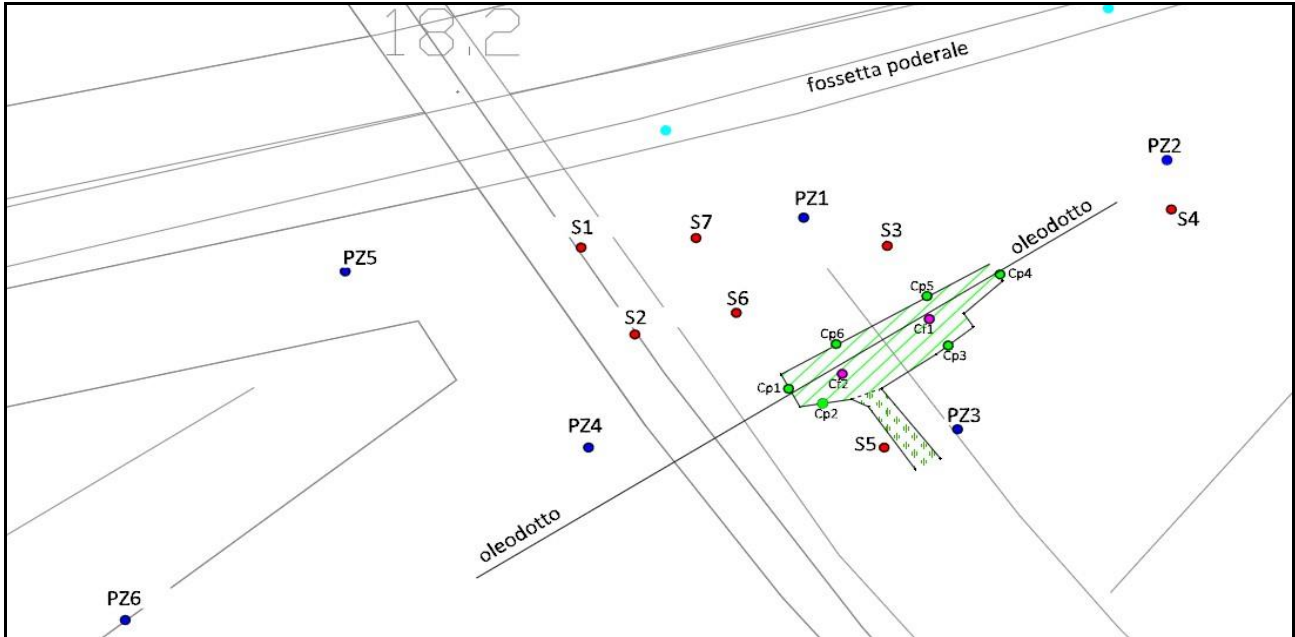 18.2
fossetta poderale
PZ2
PZ1
S4
S1
S7
S3
oleodotto
PZ5
Cp4
Cp5
S6
S2
Cf1
Cp6
Cp3
Cp1
Cf2
Cp2
PZ4
PZ3
S5
oleodotto
PZ6